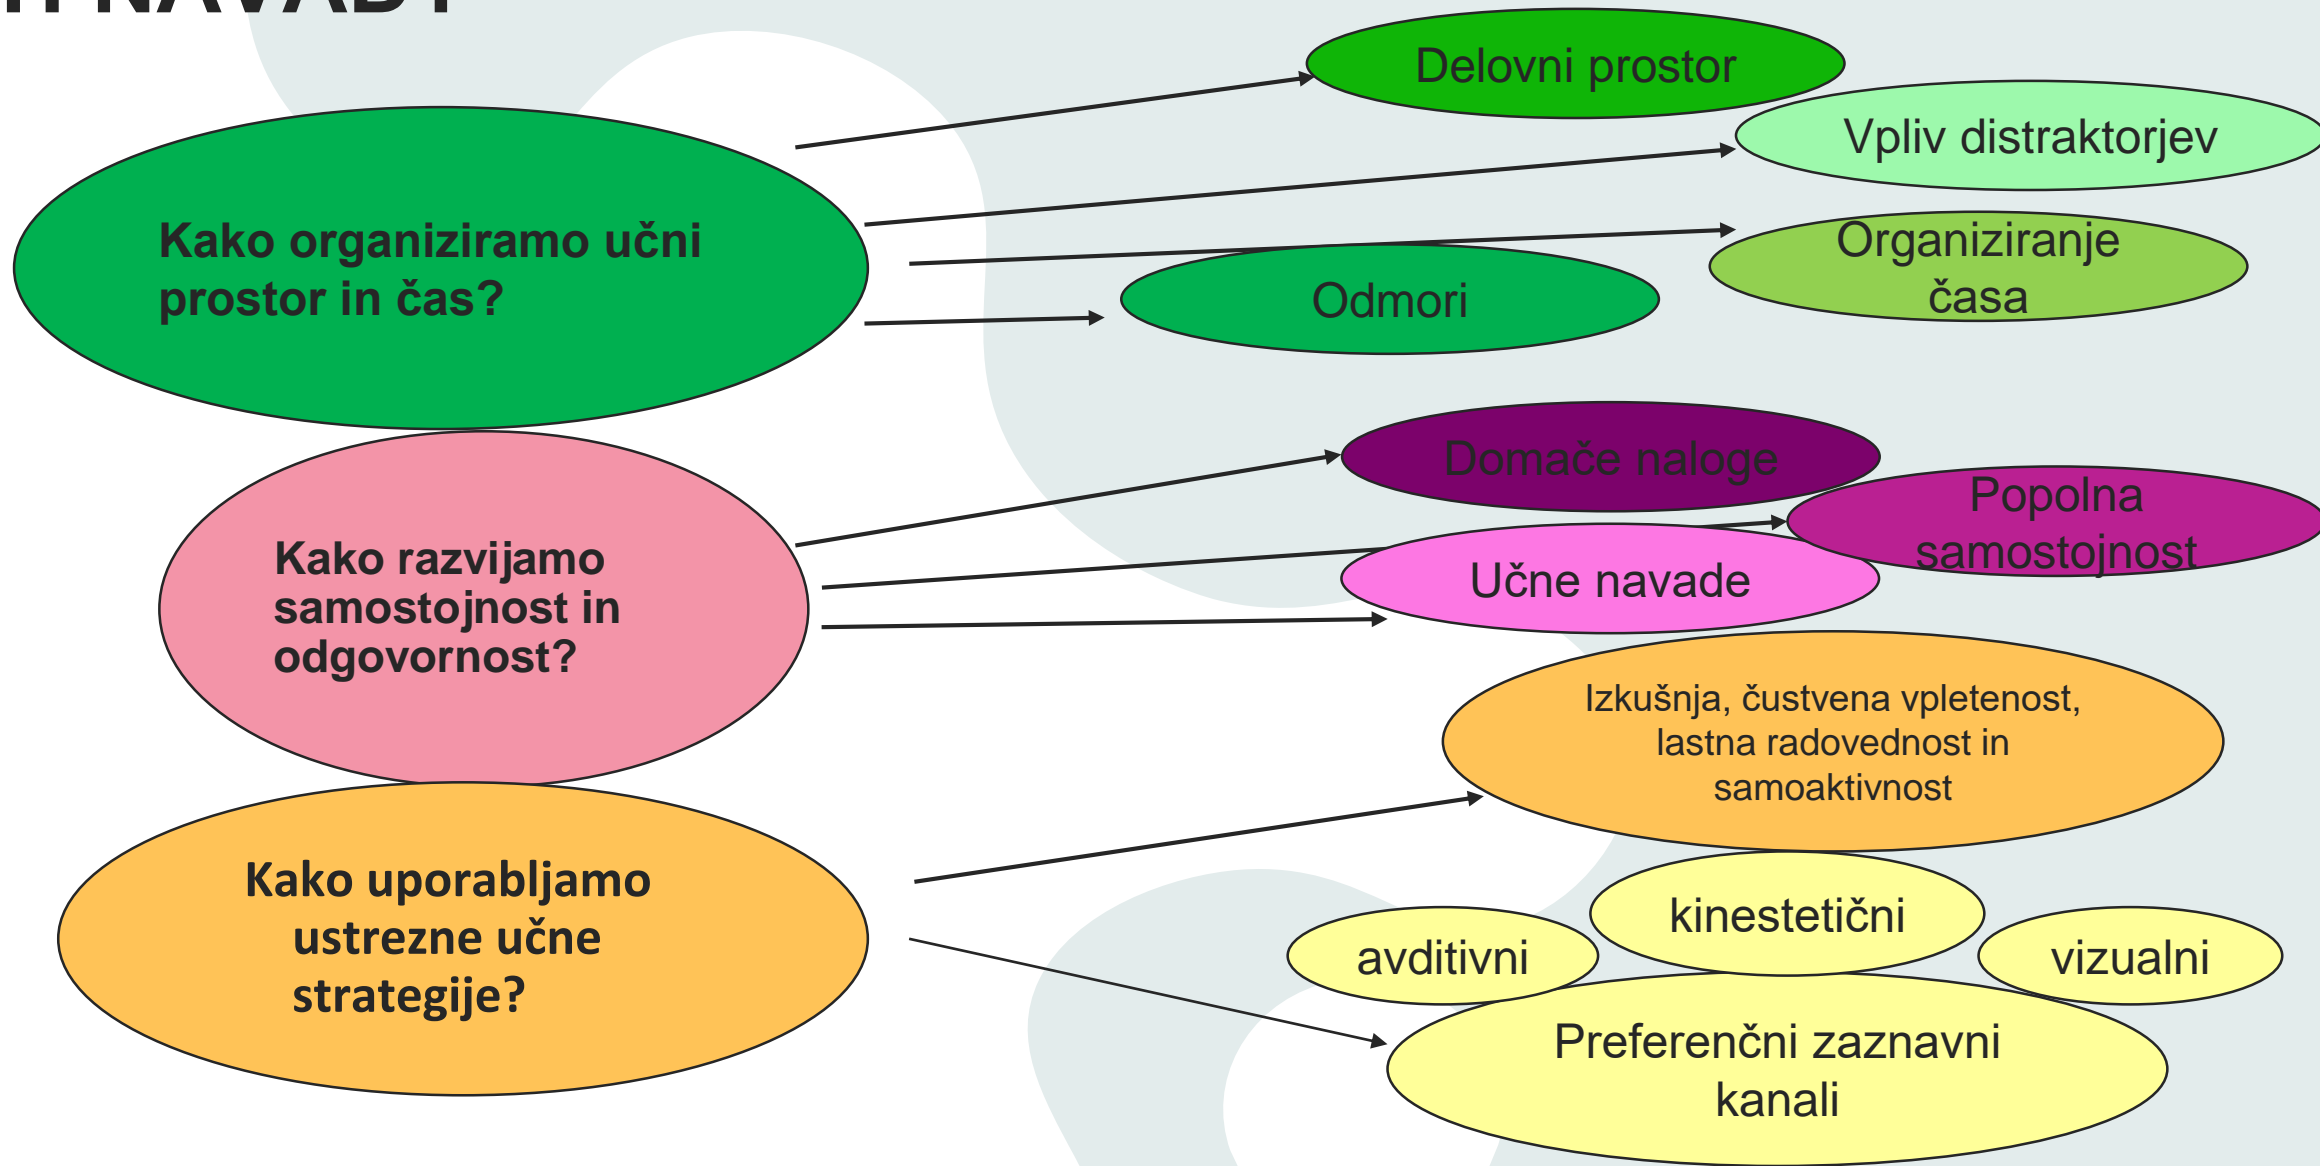 NAVAD?
Delovni prostor
Vpliv distraktorjev
Kako organiziramo učni
prostor in čas?
Organiziranje
časa
Odmori
Domače naloge
Popolna
samostojnost
Kako razvijamo
samostojnost in
odgovornost?
Učne navade
Izkušnja, čustvena vpletenost,
lastna radovednost in
samoaktivnost
Kako uporabljamo
ustrezne učne
strategije?
kinestetični
avditivni
vizualni
Preferenčni zaznavni
kanali